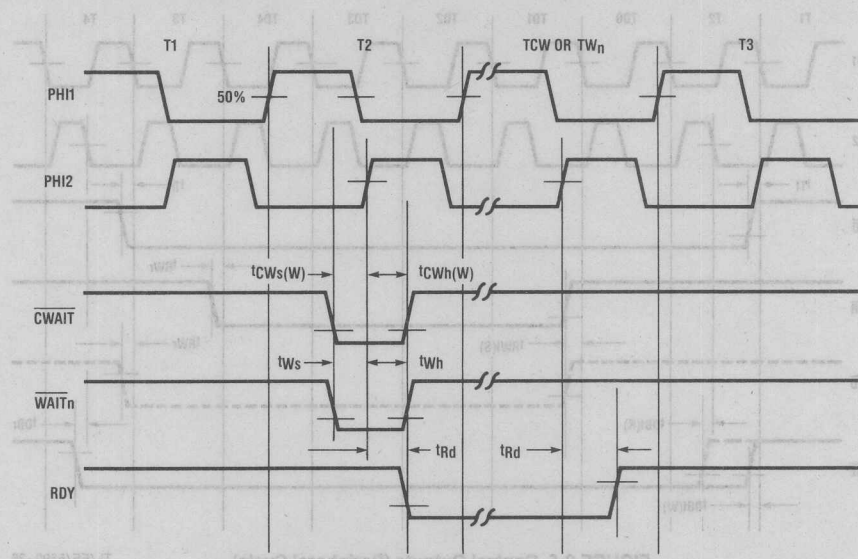 T1 T2 TCW OR TWn T3
PHI1
50%
PHI2
tCWs(W) tCWh(W)
CWAIT
tWs tWh
WAITn
tRd tRd
RDY